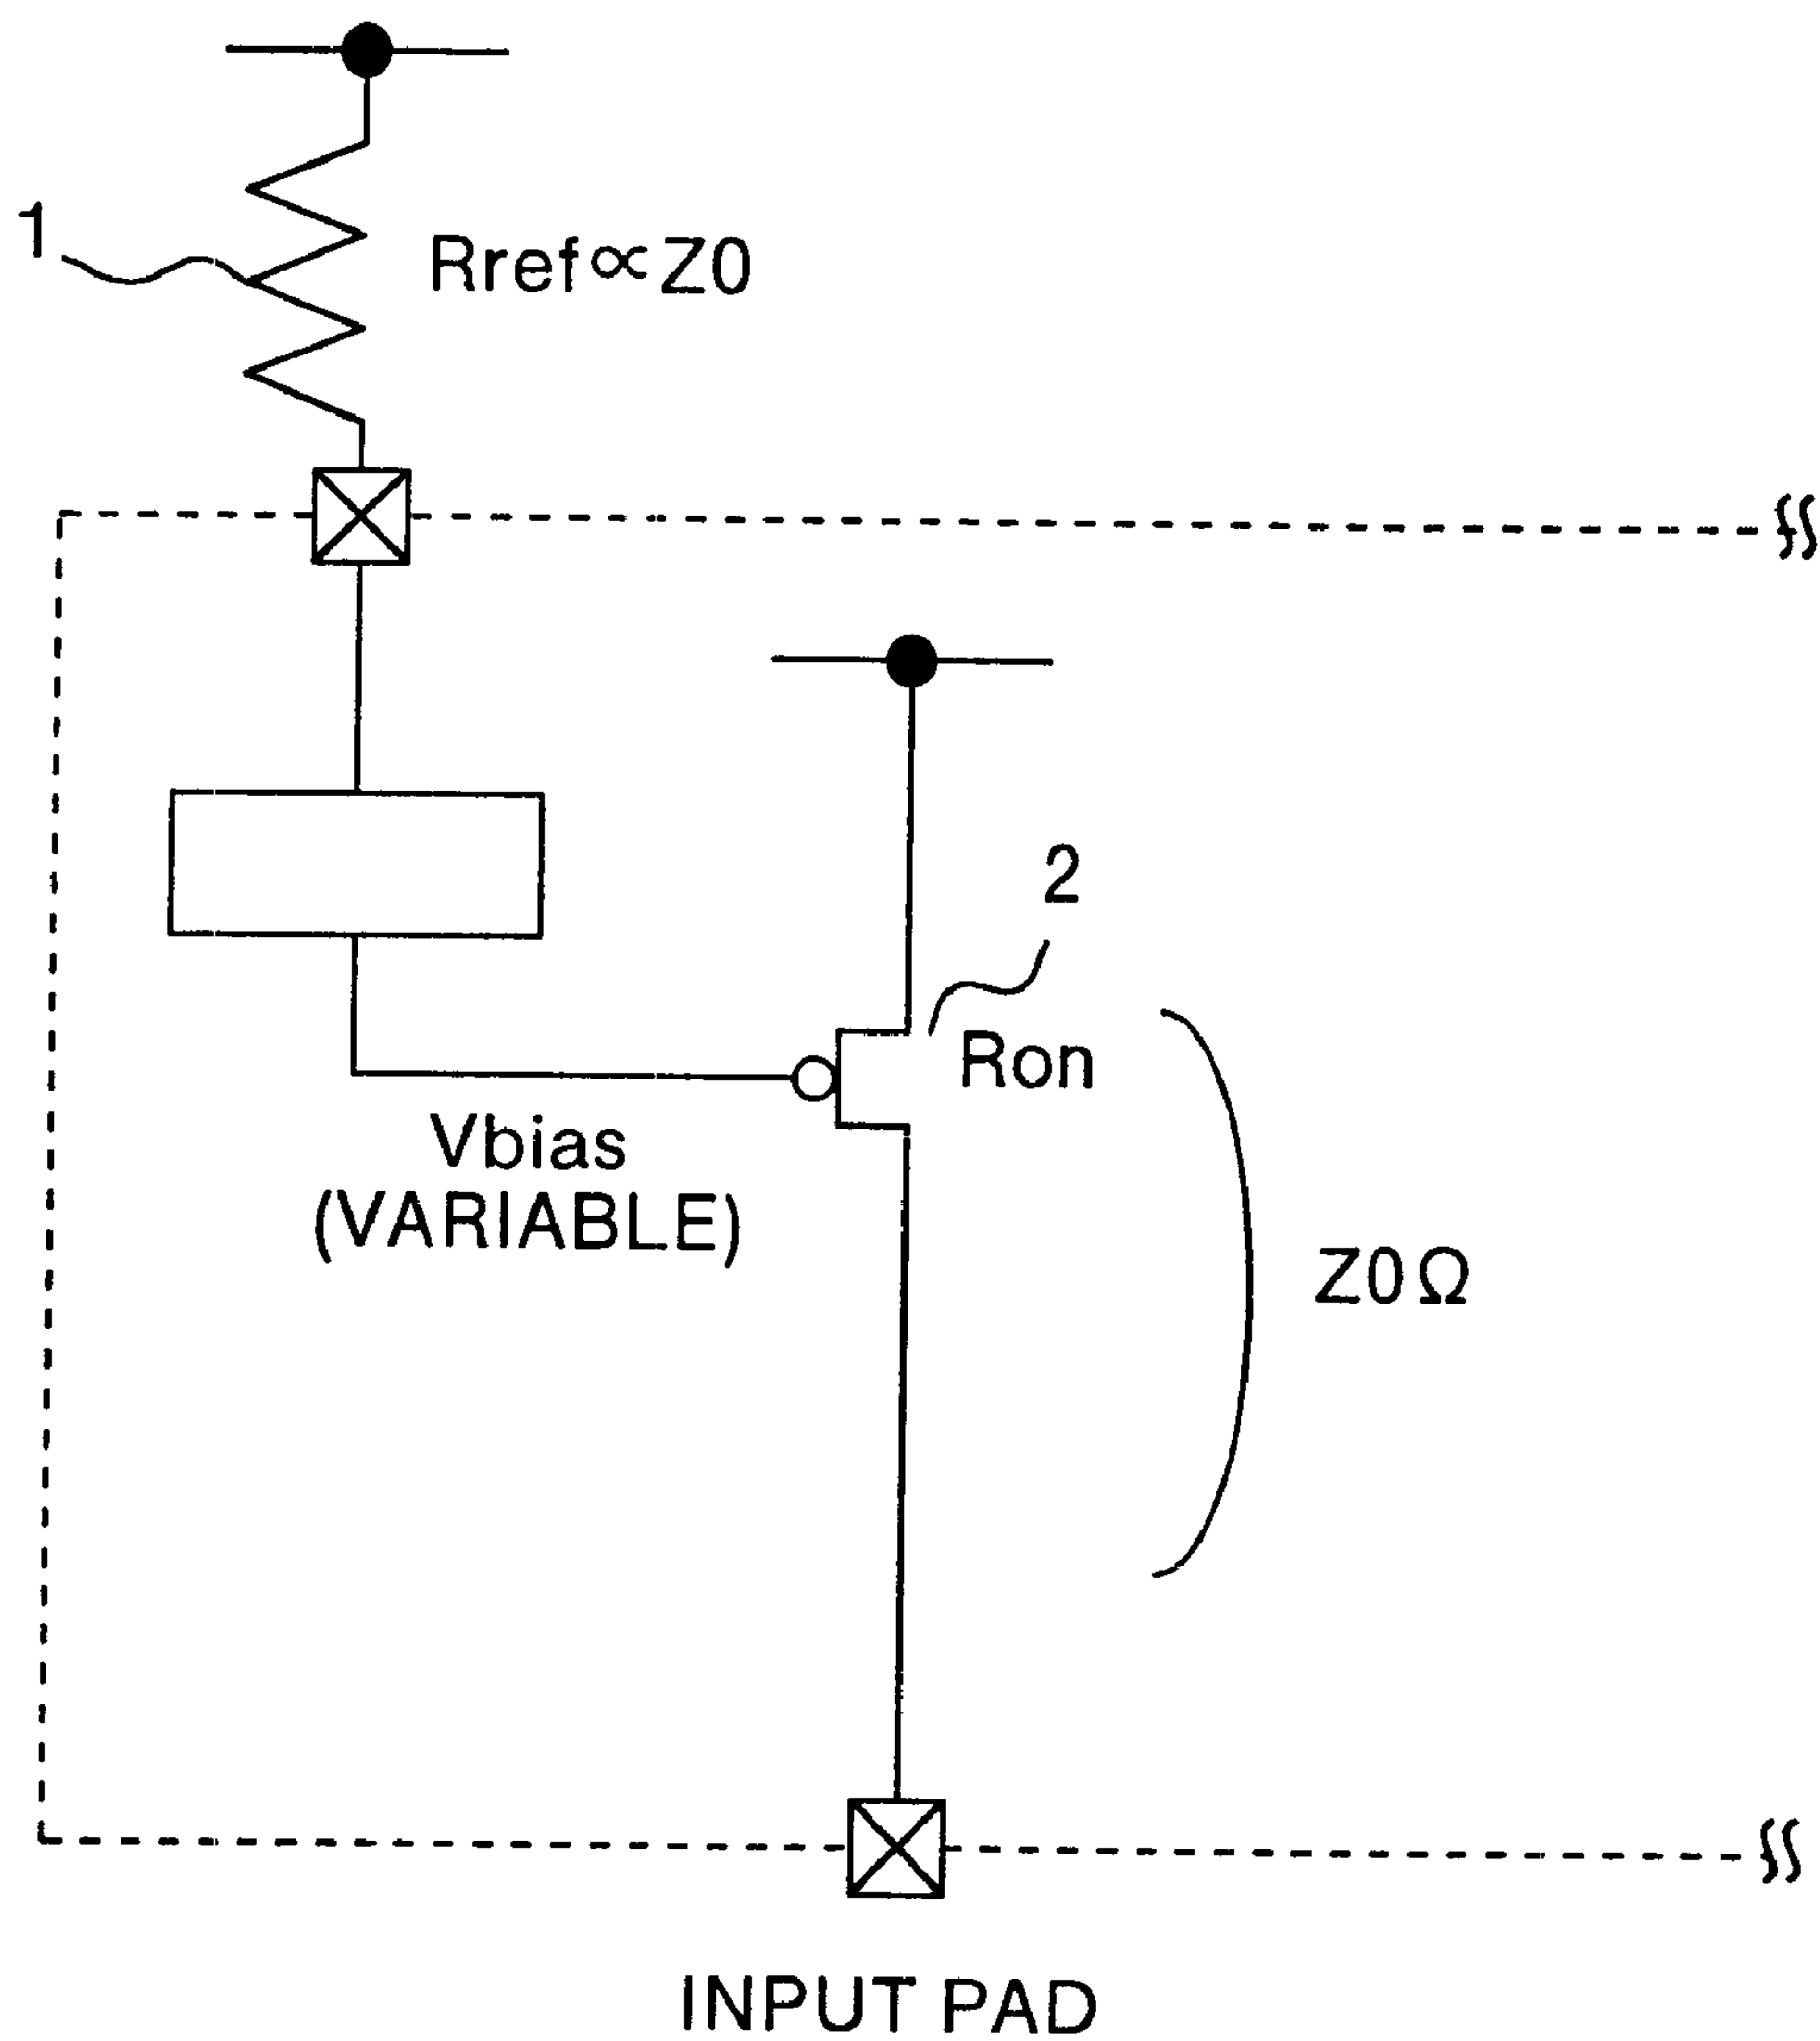 1
Rref∝Z0
2
Ron
Vbias
(VARIABLE)
Z0Ω
INPUT PAD